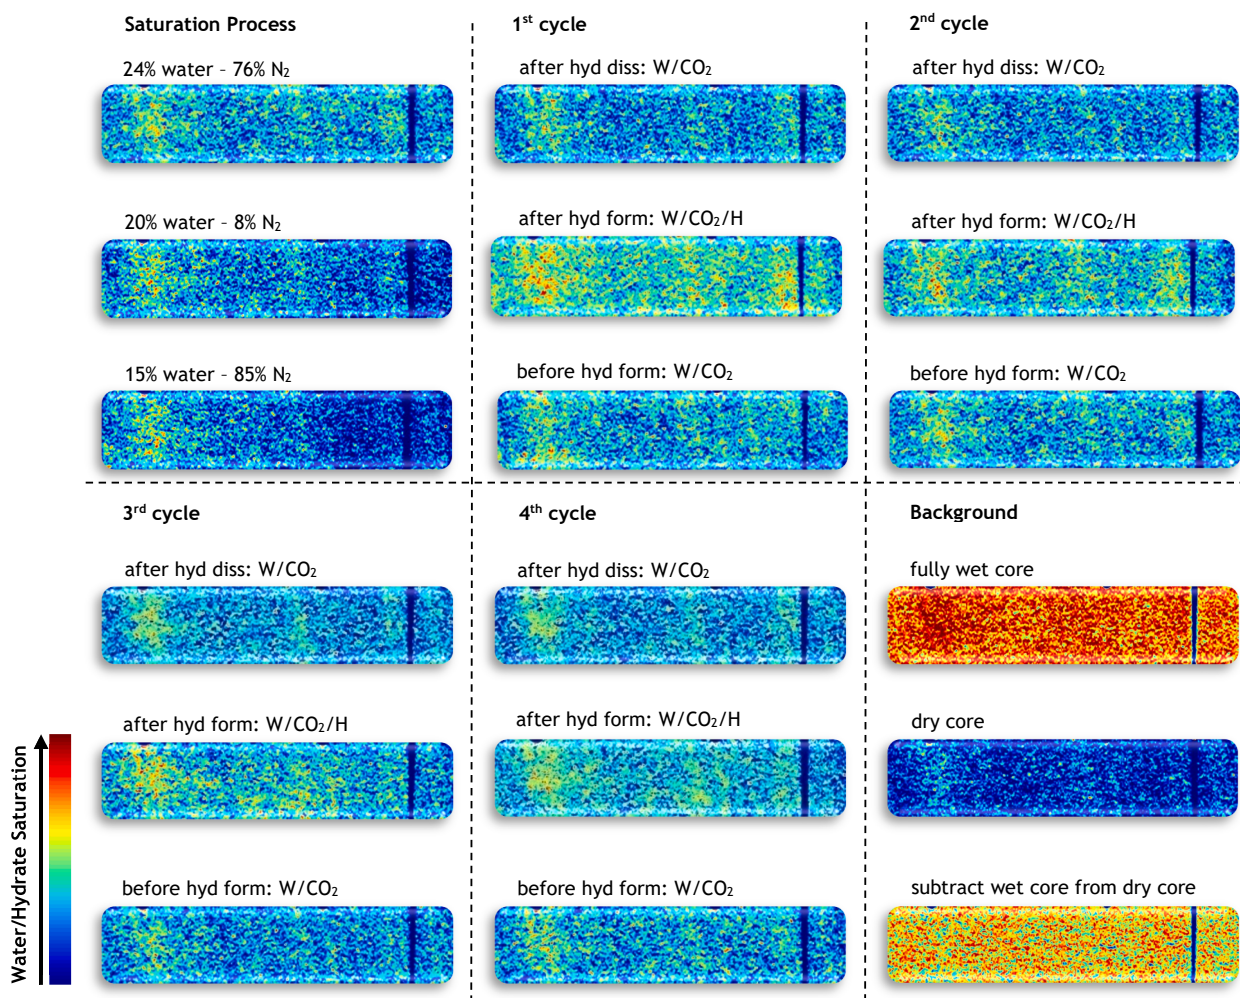 Saturation Process
24% water – 76% N₂
20% water – 8% N₂
15% water – 85% N₂
1ˢᵗ cycle
after hyd diss: W/CO₂
after hyd form: W/CO₂/H
before hyd form: W/CO₂
2ⁿᵈ cycle
after hyd diss: W/CO₂
after hyd form: W/CO₂/H
before hyd form: W/CO₂
3ʳᵈ cycle
after hyd diss: W/CO₂
after hyd form: W/CO₂/H
before hyd form: W/CO₂
4ᵗʰ cycle
after hyd diss: W/CO₂
after hyd form: W/CO₂/H
before hyd form: W/CO₂
Background
fully wet core
dry core
subtract wet core from dry core
Water/Hydrate Saturation